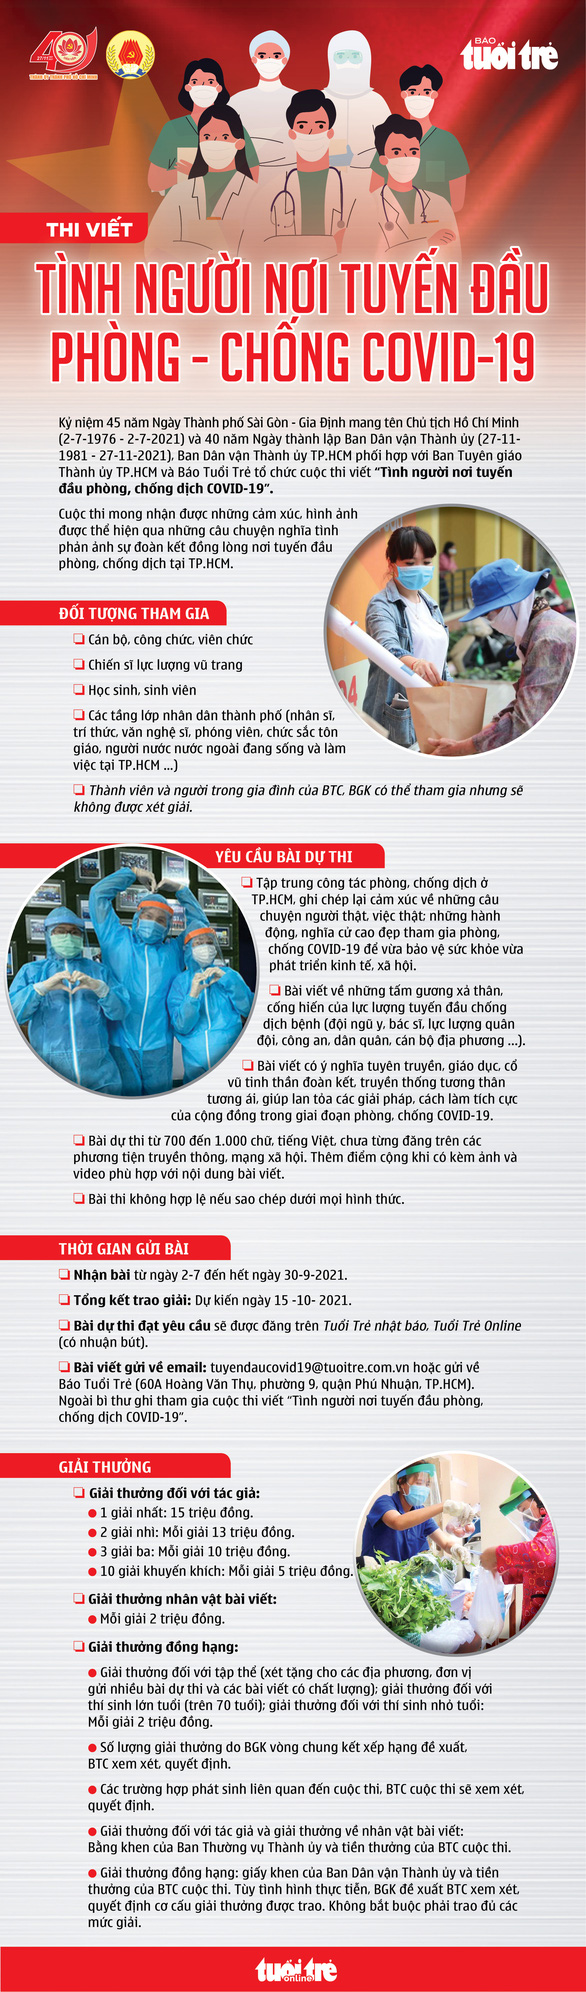 BÁO
tuổi trẻ
THI VIẾT
TÌNH NGƯỜI NƠI TUYẾN ĐẦU
PHÒNG - CHỐNG COVID-19
Kỷ niệm 45 năm Ngày Thành phố Sài Gòn - Gia Định mang tên Chủ tịch Hồ Chí Minh
(2-7-1976 - 2-7-2021) và 40 năm Ngày thành lập Ban Dân vận Thành ủy (27-11-
1981 - 27-11-2021), Ban Dân vận Thành ủy TP.HCM phối hợp với Ban Tuyên giáo
Thành ủy TP.HCM và Báo Tuổi Trẻ tổ chức cuộc thi viết “Tình người nơi tuyến
đầu phòng, chống dịch COVID-19”.
Cuộc thi mong nhận được những cảm xúc, hình ảnh
được thể hiện qua những câu chuyện nghĩa tình
phản ánh sự đoàn kết đồng lòng nơi tuyến đầu
phòng, chống dịch tại TP.HCM.
ĐỐI TƯỢNG THAM GIA
Cán bộ, công chức, viên chức
Chiến sĩ lực lượng vũ trang
Học sinh, sinh viên
Các tầng lớp nhân dân thành phố (nhân sĩ,
trí thức, văn nghệ sĩ, phóng viên, chức sắc tôn
giáo, người nước nước ngoài đang sống và làm
việc tại TP.HCM ...)
Thành viên và người trong gia đình của BTC, BGK có thể tham gia nhưng sẽ
không được xét giải.
YÊU CẦU BÀI DỰ THI
Tập trung công tác phòng, chống dịch ở
TP.HCM, ghi chép lại cảm xúc về những câu
chuyện người thật, việc thật; những hành
động, nghĩa cử cao đẹp tham gia phòng,
chống COVID-19 để vừa bảo vệ sức khỏe vừa
phát triển kinh tế, xã hội.
Bài viết về những tấm gương xả thân,
cống hiến của lực lượng tuyến đầu chống
dịch bệnh (đội ngũ y, bác sĩ, lực lượng quân
đội, công an, dân quân, cán bộ địa phương ...).
Bài viết có ý nghĩa tuyên truyền, giáo dục, cổ
vũ tinh thần đoàn kết, truyền thống tương thân
tương ái, giúp lan tỏa các giải pháp, cách làm tích cực
của cộng đồng trong giai đoạn phòng, chống COVID-19.
Bài dự thi từ 700 đến 1.000 chữ, tiếng Việt, chưa từng đăng trên các
phương tiện truyền thông, mạng xã hội. Thêm điểm cộng khi có kèm ảnh và
video phù hợp với nội dung bài viết.
Bài thi không hợp lệ nếu sao chép dưới mọi hình thức.
THỜI GIAN GỬI BÀI
Nhận bài từ ngày 2-7 đến hết ngày 30-9-2021.
Tổng kết trao giải: Dự kiến ngày 15 -10- 2021.
Bài dự thi đạt yêu cầu sẽ được đăng trên Tuổi Trẻ nhật báo, Tuổi Trẻ Online
(có nhuận bút).
Bài viết gửi về email: tuyendaucovid19@tuoitre.com.vn hoặc gửi về
Báo Tuổi Trẻ (60A Hoàng Văn Thụ, phường 9, quận Phú Nhuận, TP.HCM).
Ngoài bì thư ghi tham gia cuộc thi viết “Tình người nơi tuyến đầu phòng,
chống dịch COVID-19”.
GIẢI THƯỞNG
Giải thưởng đối với tác giả:
1 giải nhất: 15 triệu đồng.
2 giải nhì: Mỗi giải 13 triệu đồng.
3 giải ba: Mỗi giải 10 triệu đồng.
10 giải khuyến khích: Mỗi giải 5 triệu đồng.
Giải thưởng nhân vật bài viết:
Mỗi giải 2 triệu đồng.
Giải thưởng đồng hạng:
Giải thưởng đối với tập thể (xét tặng cho các địa phương, đơn vị
gửi nhiều bài dự thi và các bài viết có chất lượng); giải thưởng đối với
thí sinh lớn tuổi (trên 70 tuổi); giải thưởng đối với thí sinh nhỏ tuổi:
Mỗi giải 2 triệu đồng.
Số lượng giải thưởng do BGK vòng chung kết xếp hạng đề xuất,
BTC xem xét, quyết định.
Các trường hợp phát sinh liên quan đến cuộc thi, BTC cuộc thi sẽ xem xét,
quyết định.
Giải thưởng đối với tác giả và giải thưởng về nhân vật bài viết:
Bằng khen của Ban Thường vụ Thành ủy và tiền thưởng của BTC cuộc thi.
Giải thưởng đồng hạng: giấy khen của Ban Dân vận Thành ủy và tiền
thưởng của BTC cuộc thi. Tùy tình hình thực tiễn, BGK đề xuất BTC xem xét,
quyết định cơ cấu giải thưởng được trao. Không bắt buộc phải trao đủ các
mức giải.
tuổi trẻ
online